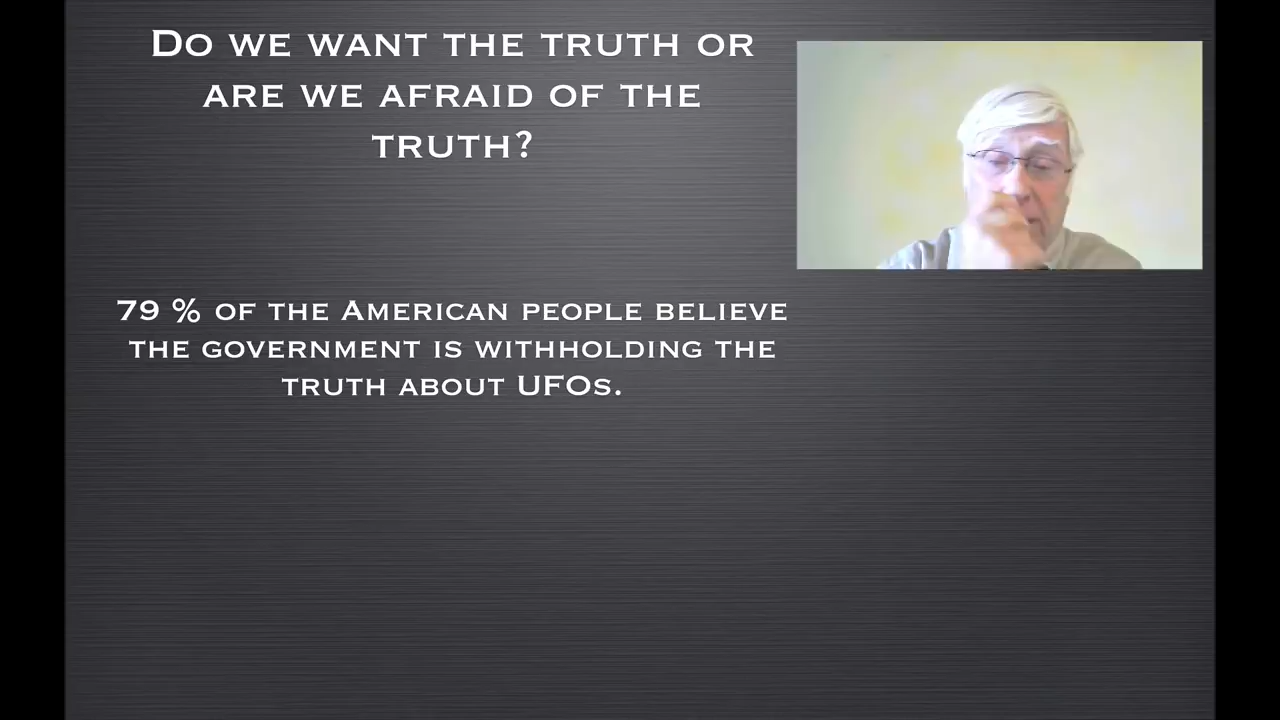 Do we want the truth or
are we afraid of the
truth?
79 % of the American people believe
the government is withholding the
truth about UFOs.